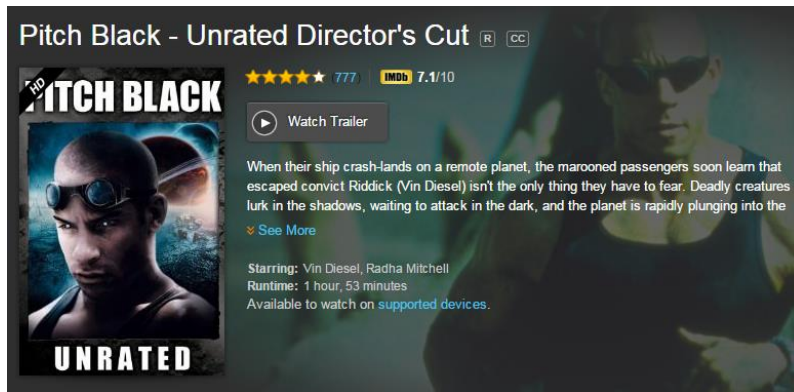 Pitch Black - Unrated Director's Cut R CC
HD
PITCH BLACK
UNRATED
(777) IMDb 7.1/10
Watch Trailer
When their ship crash-lands on a remote planet, the marooned passengers soon learn that
escaped convict Riddick (Vin Diesel) isn't the only thing they have to fear. Deadly creatures
lurk in the shadows, waiting to attack in the dark, and the planet is rapidly plunging into the
See More
Starring: Vin Diesel, Radha Mitchell
Runtime: 1 hour, 53 minutes
Available to watch on supported devices.